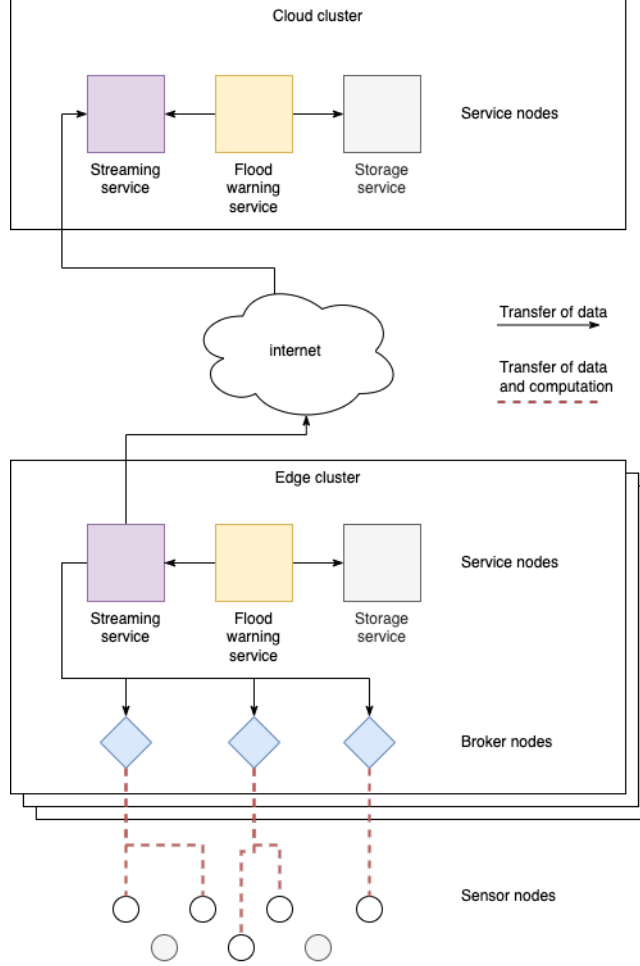 Cloud cluster
Service nodes
Streaming
service
Flood
warning
service
Storage
service
internet
Transfer of data
Transfer of data
and computation
Edge cluster
Service nodes
Streaming
service
Flood
warning
service
Storage
service
Broker nodes
Sensor nodes